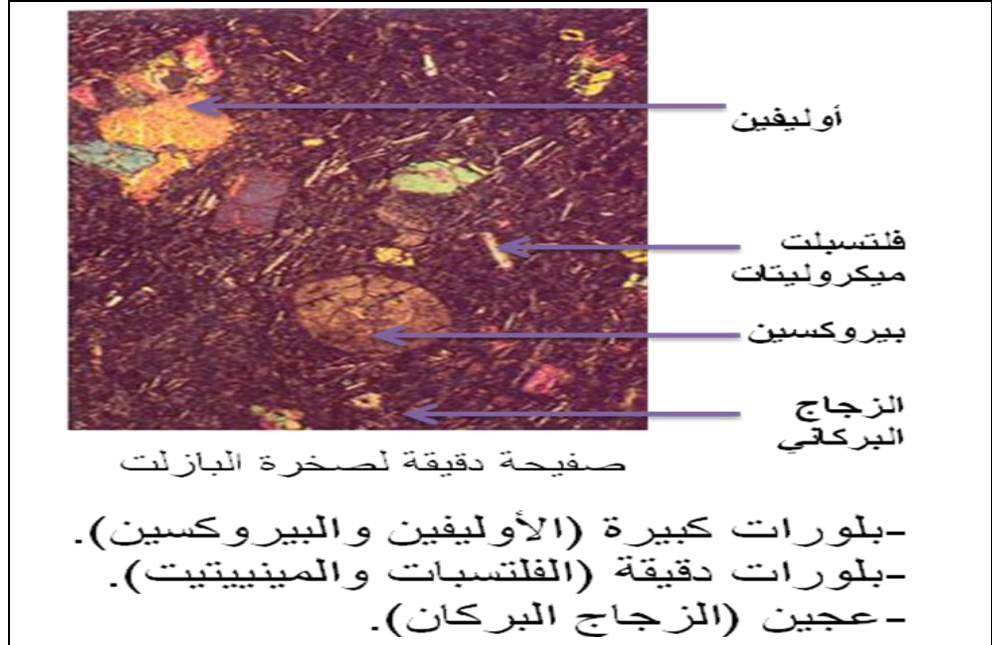 أوليفين
فلتسبلت
ميكروليتات
بيروكسين
الزجاج
البركاني
صفيحة دقيقة لصخرة البازلت
-بلورات كبيرة (الأوليفين والبيروكسين).
-بلورات دقيقة (الفلتسبات والمينييتيت).
-عجين (الزجاج البركان).